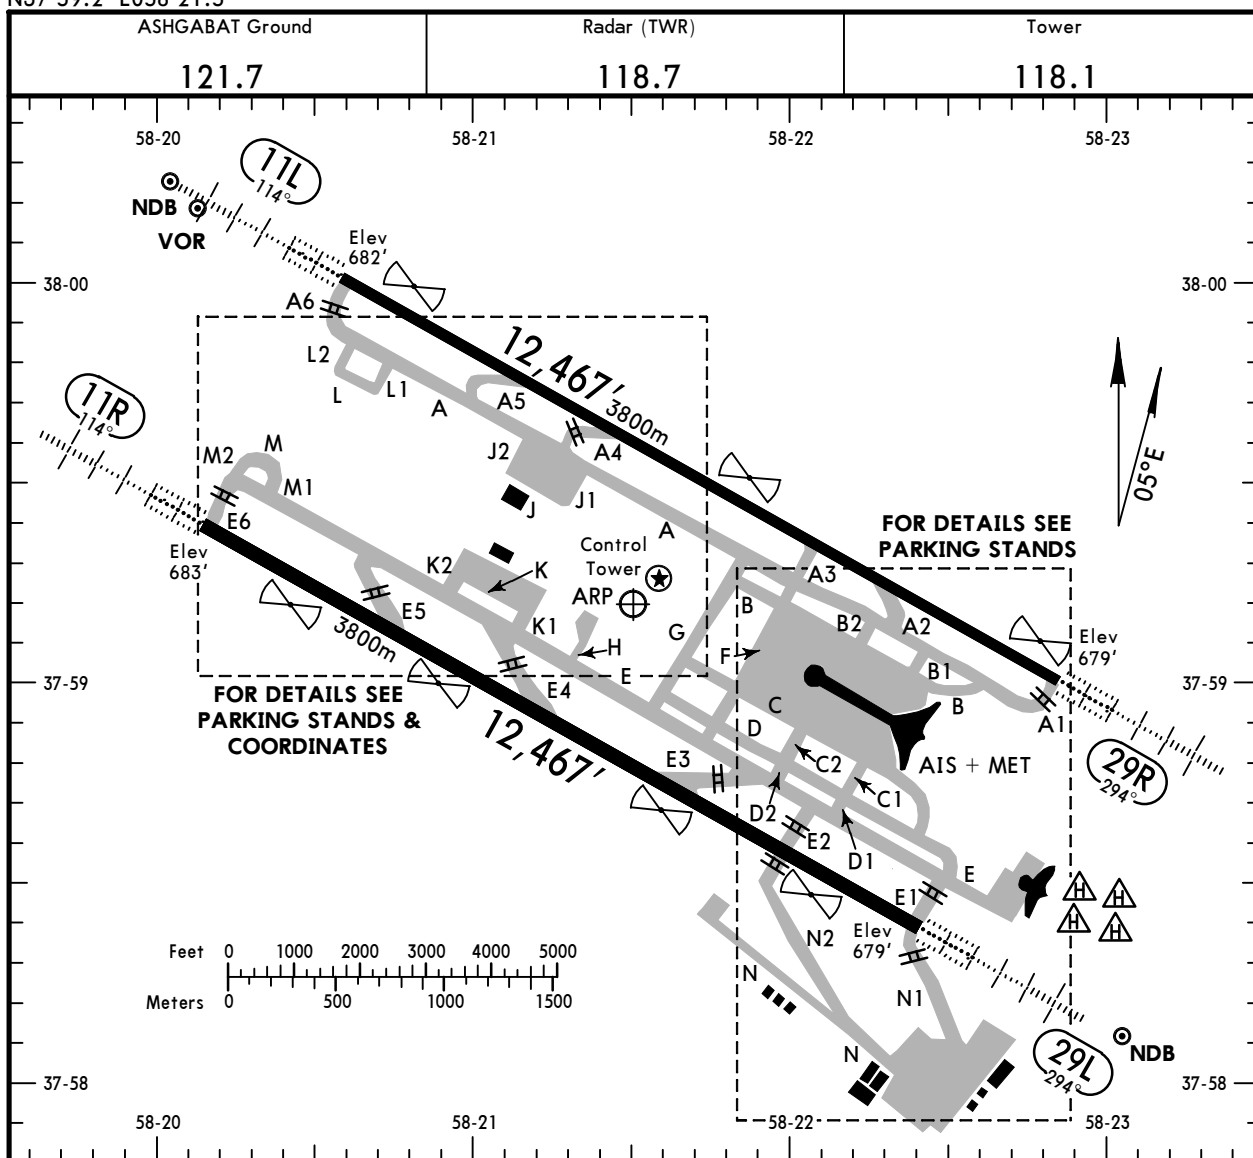 N37 59.2 E058 21.5
ASHGABAT Ground
Radar (TWR)
Tower
121.7
118.7
118.1
58-20
58-21
58-22
58-23
11L
114°
NDB
VOR
Elev
682'
38-00
38-00
A6
L2
L
L1
A
A5
12,467'
3800m
11R
114°
J2
A4
J1
J
M2
M
M1
E6
Elev
683'
05°E
FOR DETAILS SEE
PARKING STANDS
A
Control
Tower
ARP
K2
K
K1
E5
H
G
E
E4
A3
B
B2
A2
F
B1
B
Elev
679'
A1
37-59
37-59
FOR DETAILS SEE
PARKING STANDS &
COORDINATES
3800m
12,467'
C
D
C2
AIS + MET
C1
E3
D2
E2
D1
29R
294°
E
E1
H
H
H
H
N2
Elev
679'
Feet 0 1000 2000 3000 4000 5000
Meters 0 500 1000 1500
N
N1
N
29L
294°
NDB
37-58
37-58
58-20
58-21
58-22
58-23